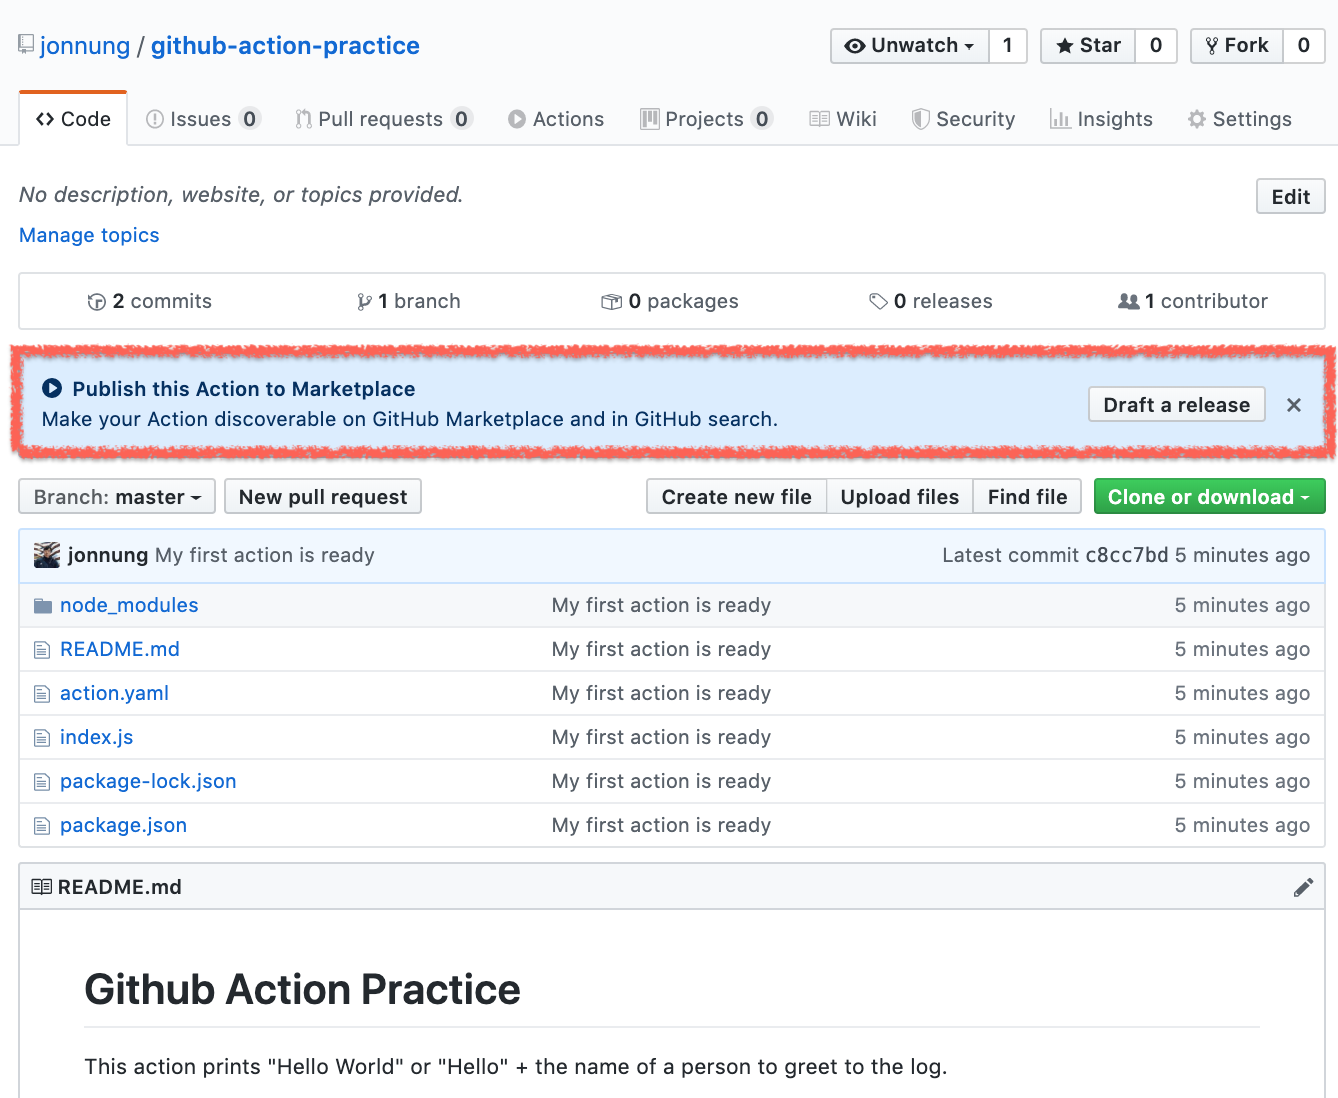 jonnung / github-action-practice
Unwatch 1 Star 0 Fork 0
Code Issues 0 Pull requests 0 Actions Projects 0 Wiki Security Insights Settings
No description, website, or topics provided.
Edit
Manage topics
2 commits 1 branch 0 packages 0 releases 1 contributor
Publish this Action to Marketplace
Make your Action discoverable on GitHub Marketplace and in GitHub search.
Draft a release
Branch: master New pull request Create new file Upload files Find file Clone or download
jonnung My first action is ready Latest commit c8cc7bd 5 minutes ago
node_modules My first action is ready 5 minutes ago
README.md My first action is ready 5 minutes ago
action.yaml My first action is ready 5 minutes ago
index.js My first action is ready 5 minutes ago
package-lock.json My first action is ready 5 minutes ago
package.json My first action is ready 5 minutes ago
README.md
Github Action Practice
This action prints "Hello World" or "Hello" + the name of a person to greet to the log.